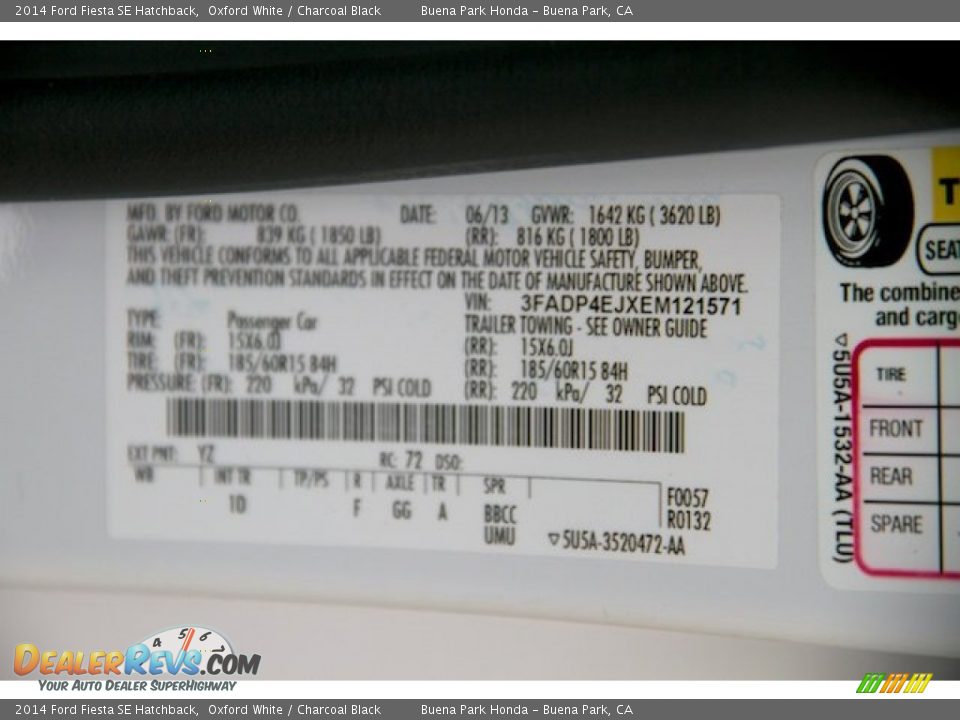 2014 Ford Fiesta SE Hatchback, Oxford White / Charcoal Black Buena Park Honda - Buena Park, CA
MFD. BY FORD MOTOR CO. DATE: 06/13 GVWR: 1642 KG ( 3620 LB)
GAWR: (FR): 839 KG ( 1850 LB) (RR): 816 KG ( 1800 LB)
THIS VEHICLE CONFORMS TO ALL APPLICABLE FEDERAL MOTOR VEHICLE SAFETY, BUMPER,
AND THEFT PREVENTION STANDARDS IN EFFECT ON THE DATE OF MANUFACTURE SHOWN ABOVE.
VIN: 3FADP4EJXEM121571
TYPE: Passenger Car TRAILER TOWING - SEE OWNER GUIDE
RIM: (FR): 15X6.0J (RR): 15X6.0J
TIRE: (FR): 185/60R15 84H (RR): 185/60R15 84H
PRESSURE: (FR): 220 kPa/ 32 PSI COLD (RR): 220 kPa/ 32 PSI COLD
EXT PNT: YZ RC: 72 DSO:
WB INT TR TP/PS R AXLE TR SPR
1D F GG A BBCC
UMU
F0057
R0132
▽5U5A-3520472-AA
T
SEAT
The combine
and carg
▽5U5A-1532-AA (TLU)
TIRE
FRONT
REAR
SPARE
4 5 6
DEALERREVS.COM
YOUR AUTO DEALER SUPERHIGHWAY
2014 Ford Fiesta SE Hatchback, Oxford White / Charcoal Black Buena Park Honda - Buena Park, CA